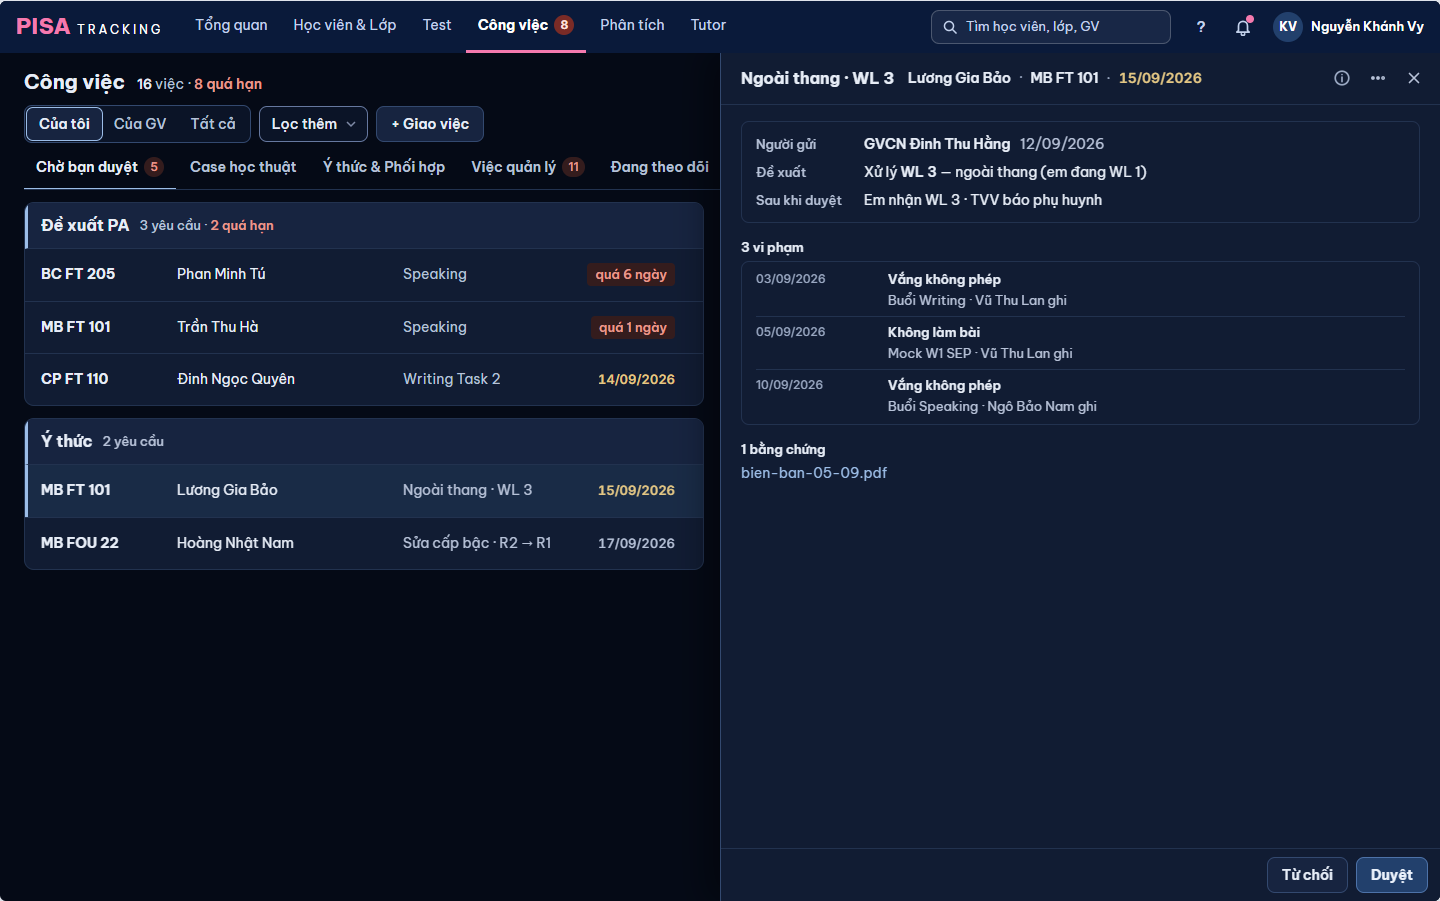 PISA TRACKING Tổng quan Học viên & Lớp Test Công việc 8 Phân tích Tutor Tìm học viên, lớp, GV ? KV Nguyễn Khánh Vy
Công việc 16 việc · 8 quá hạn
Của tôi Của GV Tất cả Lọc thêm + Giao việc
Chờ bạn duyệt 5 Case học thuật Ý thức & Phối hợp Việc quản lý 11 Đang theo dõi
Đề xuất PA 3 yêu cầu · 2 quá hạn
BC FT 205 Phan Minh Tú Speaking quá 6 ngày
MB FT 101 Trần Thu Hà Speaking quá 1 ngày
CP FT 110 Đinh Ngọc Quyên Writing Task 2 14/09/2026
Ý thức 2 yêu cầu
MB FT 101 Lương Gia Bảo Ngoài thang · WL 3 15/09/2026
MB FOU 22 Hoàng Nhật Nam Sửa cấp bậc · R2 → R1 17/09/2026
Ngoài thang · WL 3 Lương Gia Bảo · MB FT 101 · 15/09/2026
Người gửi GVCN Đinh Thu Hằng 12/09/2026
Đề xuất Xử lý WL 3 — ngoài thang (em đang WL 1)
Sau khi duyệt Em nhận WL 3 · TVV báo phụ huynh
3 vi phạm
03/09/2026 Vắng không phép
Buổi Writing · Vũ Thu Lan ghi
05/09/2026 Không làm bài
Mock W1 SEP · Vũ Thu Lan ghi
10/09/2026 Vắng không phép
Buổi Speaking · Ngô Bảo Nam ghi
1 bằng chứng
bien-ban-05-09.pdf
Từ chối Duyệt